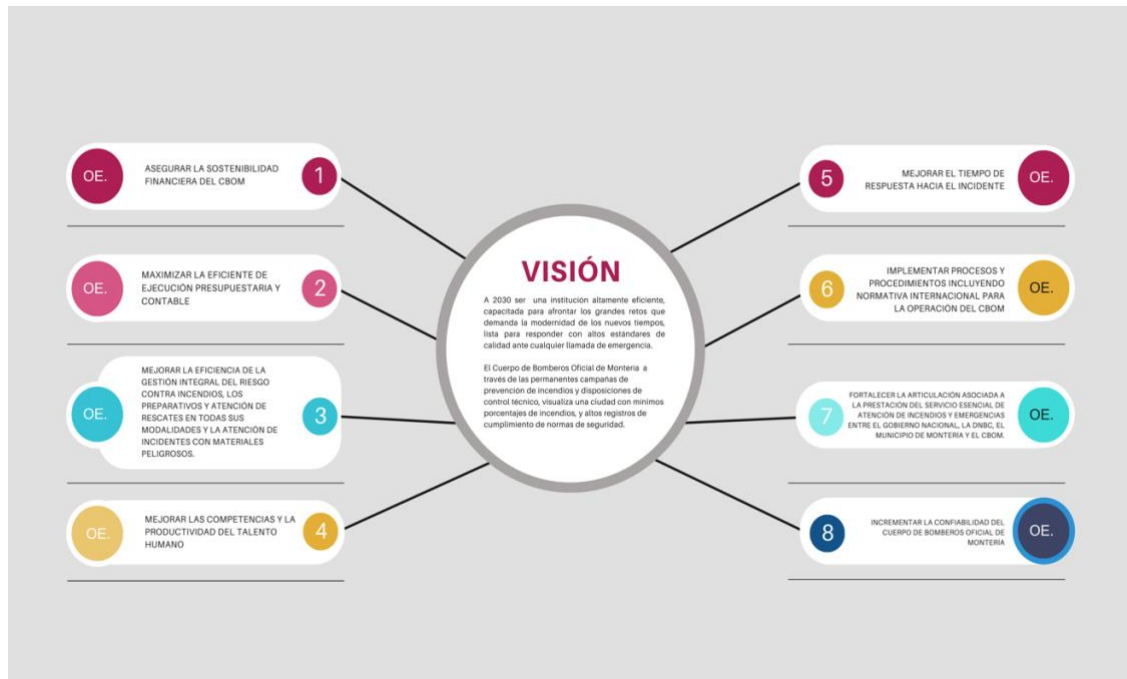 OE.
ASEGURAR LA SOSTENIBILIDAD
FINANCIERA DEL CBOM
1
OE.
MAXIMIZAR LA EFICIENTE DE
EJECUCIÓN PRESUPUESTARIA Y
CONTABLE
2
OE.
MEJORAR LA EFICIENCIA DE LA
GESTIÓN INTEGRAL DEL RIESGO
CONTRA INCENDIOS, LOS
PREPARATIVOS Y ATENCIÓN DE
RESCATES EN TODAS SUS
MODALIDADES Y LA ATENCIÓN DE
INCIDENTES CON MATERIALES
PELIGROSOS.
3
OE.
MEJORAR LAS COMPETENCIAS Y LA
PRODUCTIVIDAD DEL TALENTO
HUMANO
4
VISIÓN
A 2030 ser una institución altamente eficiente,
capacitada para afrontar los grandes retos que
demanda la modernidad de los nuevos tiempos,
lista para responder con altos estándares de
calidad ante cualquier llamada de emergencia.
El Cuerpo de Bomberos Oficial de Montería a
traves de las permanentes campañas de
prevención de incendios y disposiciones de
control técnico, visualiza una ciudad con mínimos
porcentajes de incendios, y altos registros de
cumplimiento de normas de seguridad.
5
MEJORAR EL TIEMPO DE
RESPUESTA HACIA EL INCIDENTE
OE.
6
IMPLEMENTAR PROCESOS Y
PROCEDIMIENTOS INCLUYENDO
NORMATIVA INTERNACIONAL PARA
LA OPERACIÓN DEL CBOM
OE.
7
FORTALECER LA ARTICULACIÓN ASOCIADA A
LA PRESTACIÓN DEL SERVICIO ESENCIAL DE
ATENCIÓN DE INCENDIOS Y EMERGENCIAS
ENTRE EL GOBIERNO NACIONAL, LA DNBC, EL
MUNICIPIO DE MONTERÍA Y EL CBOM.
OE.
8
INCREMENTAR LA CONFIABILIDAD DEL
CUERPO DE BOMBEROS OFICIAL DE
MONTERÍA
OE.